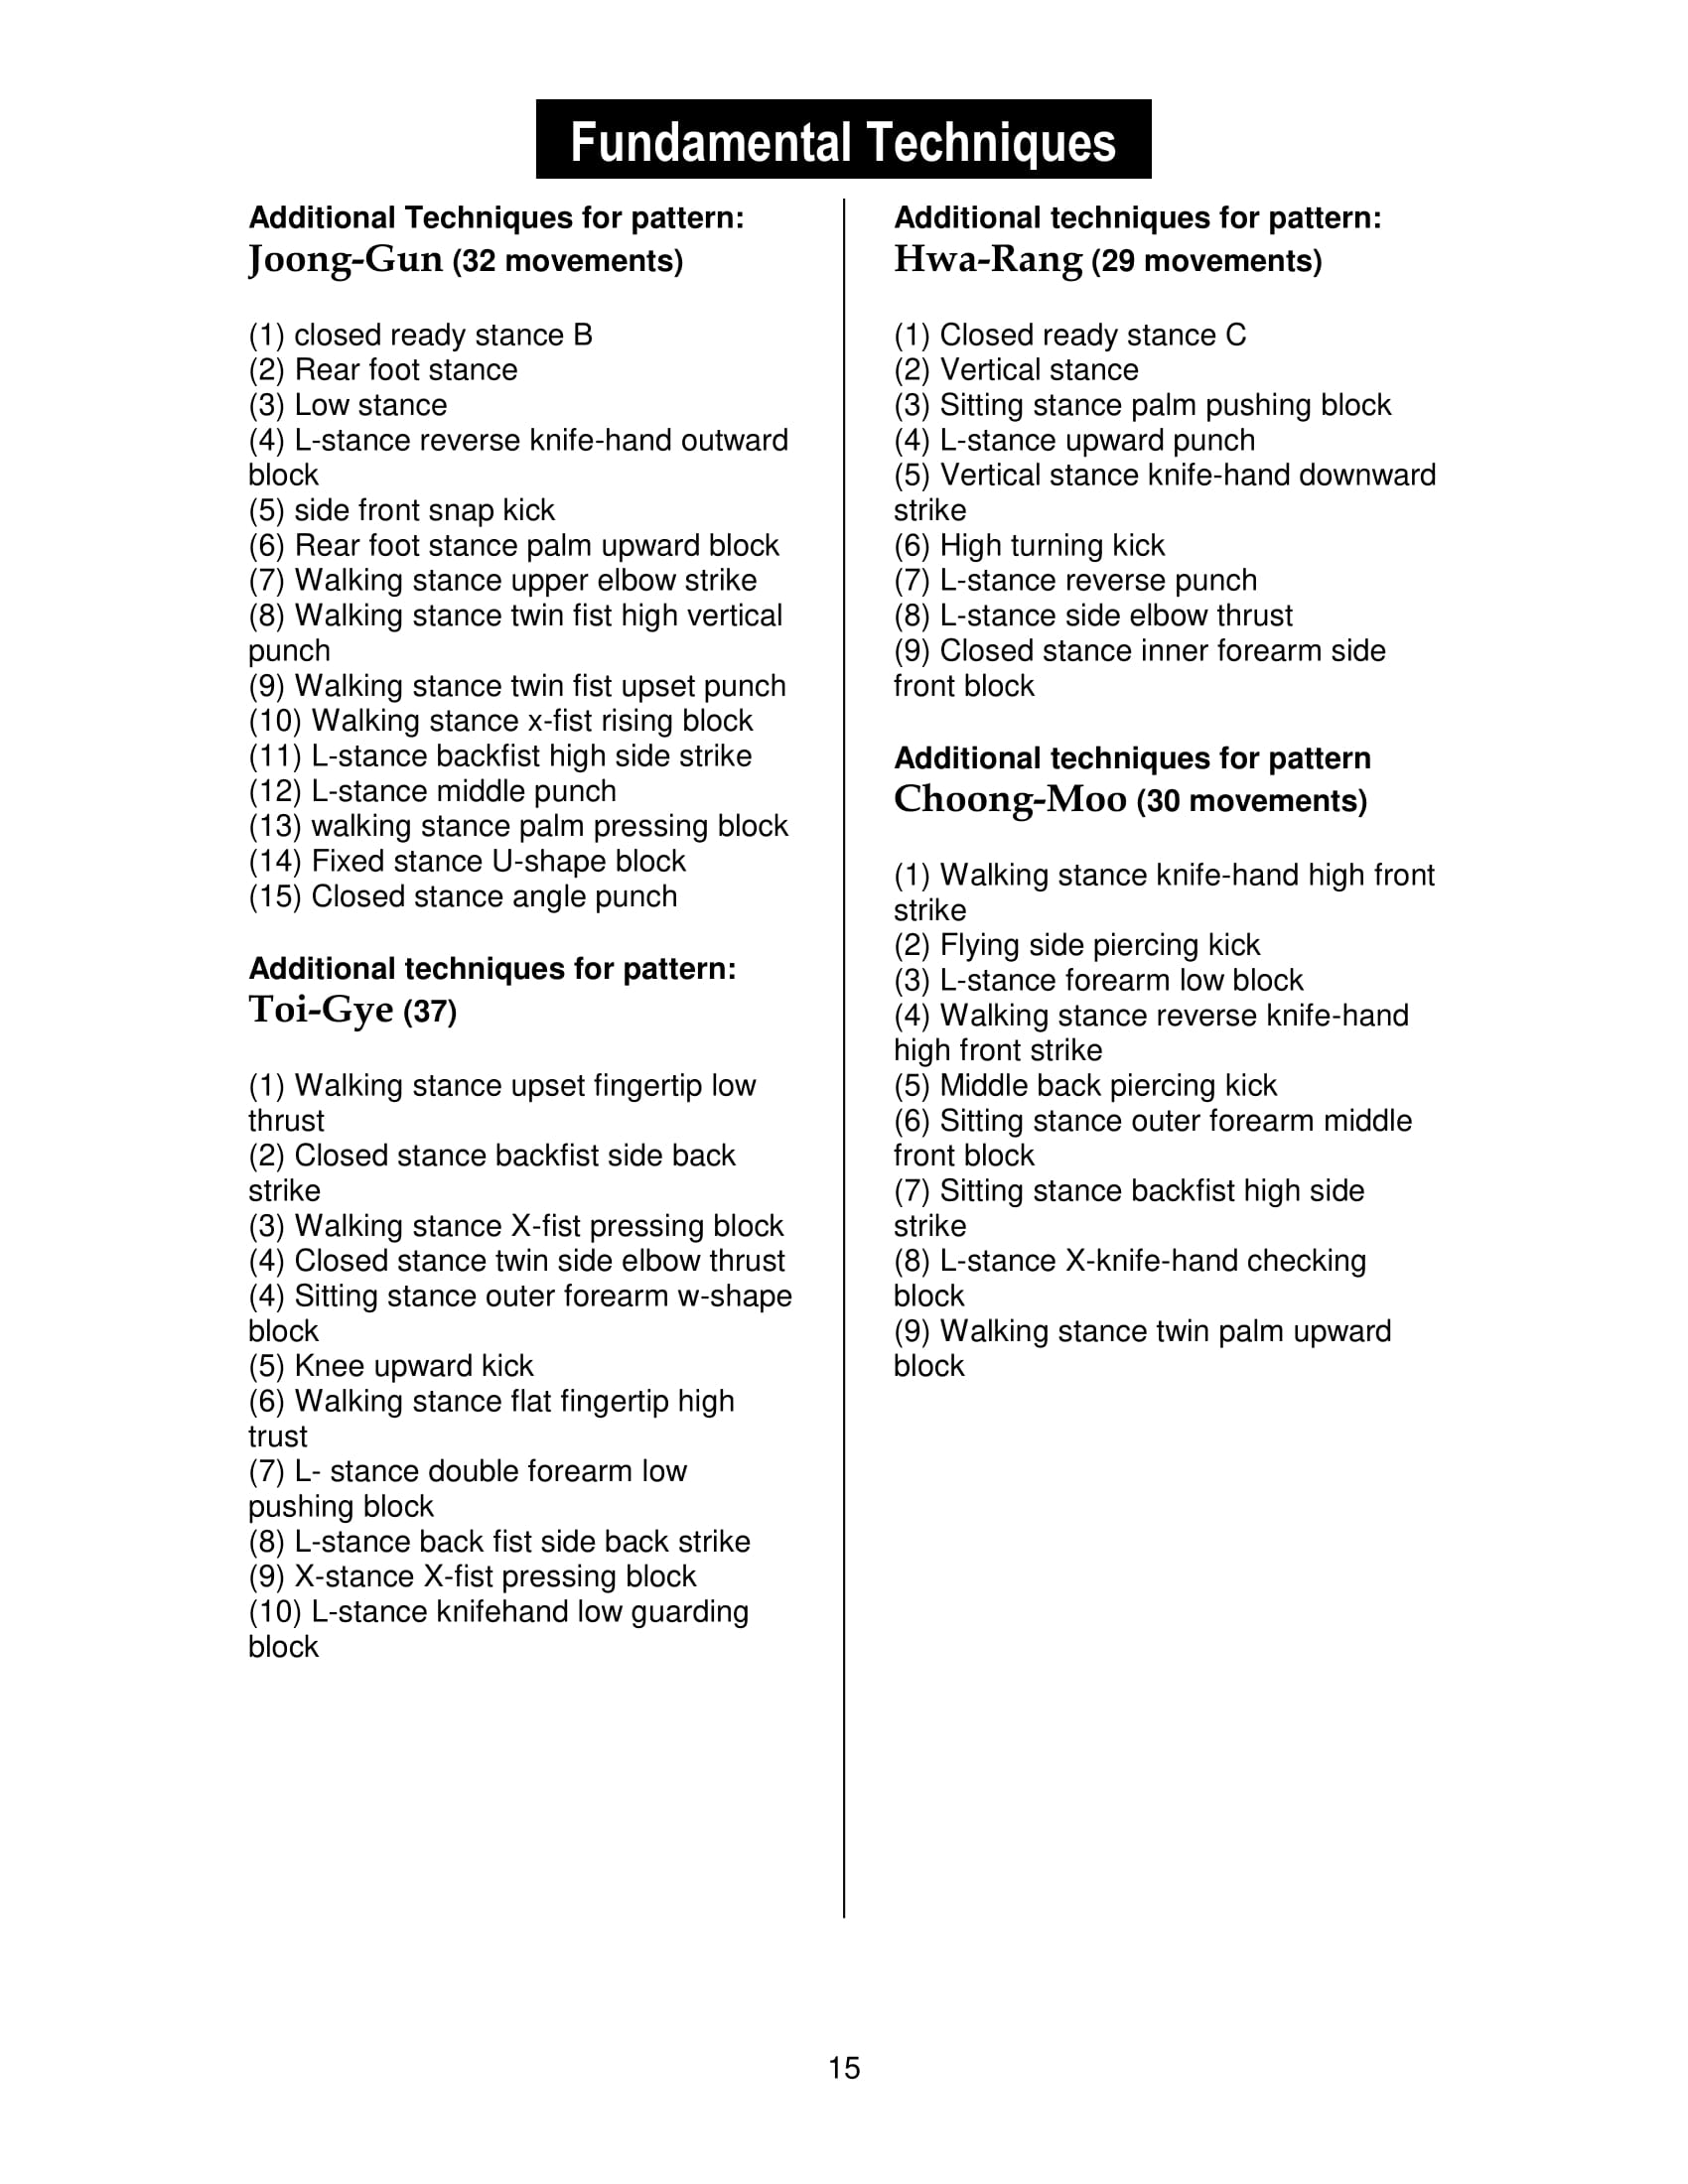 Fundamental Techniques
Additional Techniques for pattern:
Joong-Gun (32 movements)
(1) closed ready stance B
(2) Rear foot stance
(3) Low stance
(4) L-stance reverse knife-hand outward
block
(5) side front snap kick
(6) Rear foot stance palm upward block
(7) Walking stance upper elbow strike
(8) Walking stance twin fist high vertical
punch
(9) Walking stance twin fist upset punch
(10) Walking stance x-fist rising block
(11) L-stance backfist high side strike
(12) L-stance middle punch
(13) walking stance palm pressing block
(14) Fixed stance U-shape block
(15) Closed stance angle punch
Additional techniques for pattern:
Toi-Gye (37)
(1) Walking stance upset fingertip low
thrust
(2) Closed stance backfist side back
strike
(3) Walking stance X-fist pressing block
(4) Closed stance twin side elbow thrust
(4) Sitting stance outer forearm w-shape
block
(5) Knee upward kick
(6) Walking stance flat fingertip high
trust
(7) L- stance double forearm low
pushing block
(8) L-stance back fist side back strike
(9) X-stance X-fist pressing block
(10) L-stance knifehand low guarding
block
Additional techniques for pattern:
Hwa-Rang (29 movements)
(1) Closed ready stance C
(2) Vertical stance
(3) Sitting stance palm pushing block
(4) L-stance upward punch
(5) Vertical stance knife-hand downward
strike
(6) High turning kick
(7) L-stance reverse punch
(8) L-stance side elbow thrust
(9) Closed stance inner forearm side
front block
Additional techniques for pattern
Choong-Moo (30 movements)
(1) Walking stance knife-hand high front
strike
(2) Flying side piercing kick
(3) L-stance forearm low block
(4) Walking stance reverse knife-hand
high front strike
(5) Middle back piercing kick
(6) Sitting stance outer forearm middle
front block
(7) Sitting stance backfist high side
strike
(8) L-stance X-knife-hand checking
block
(9) Walking stance twin palm upward
block
15